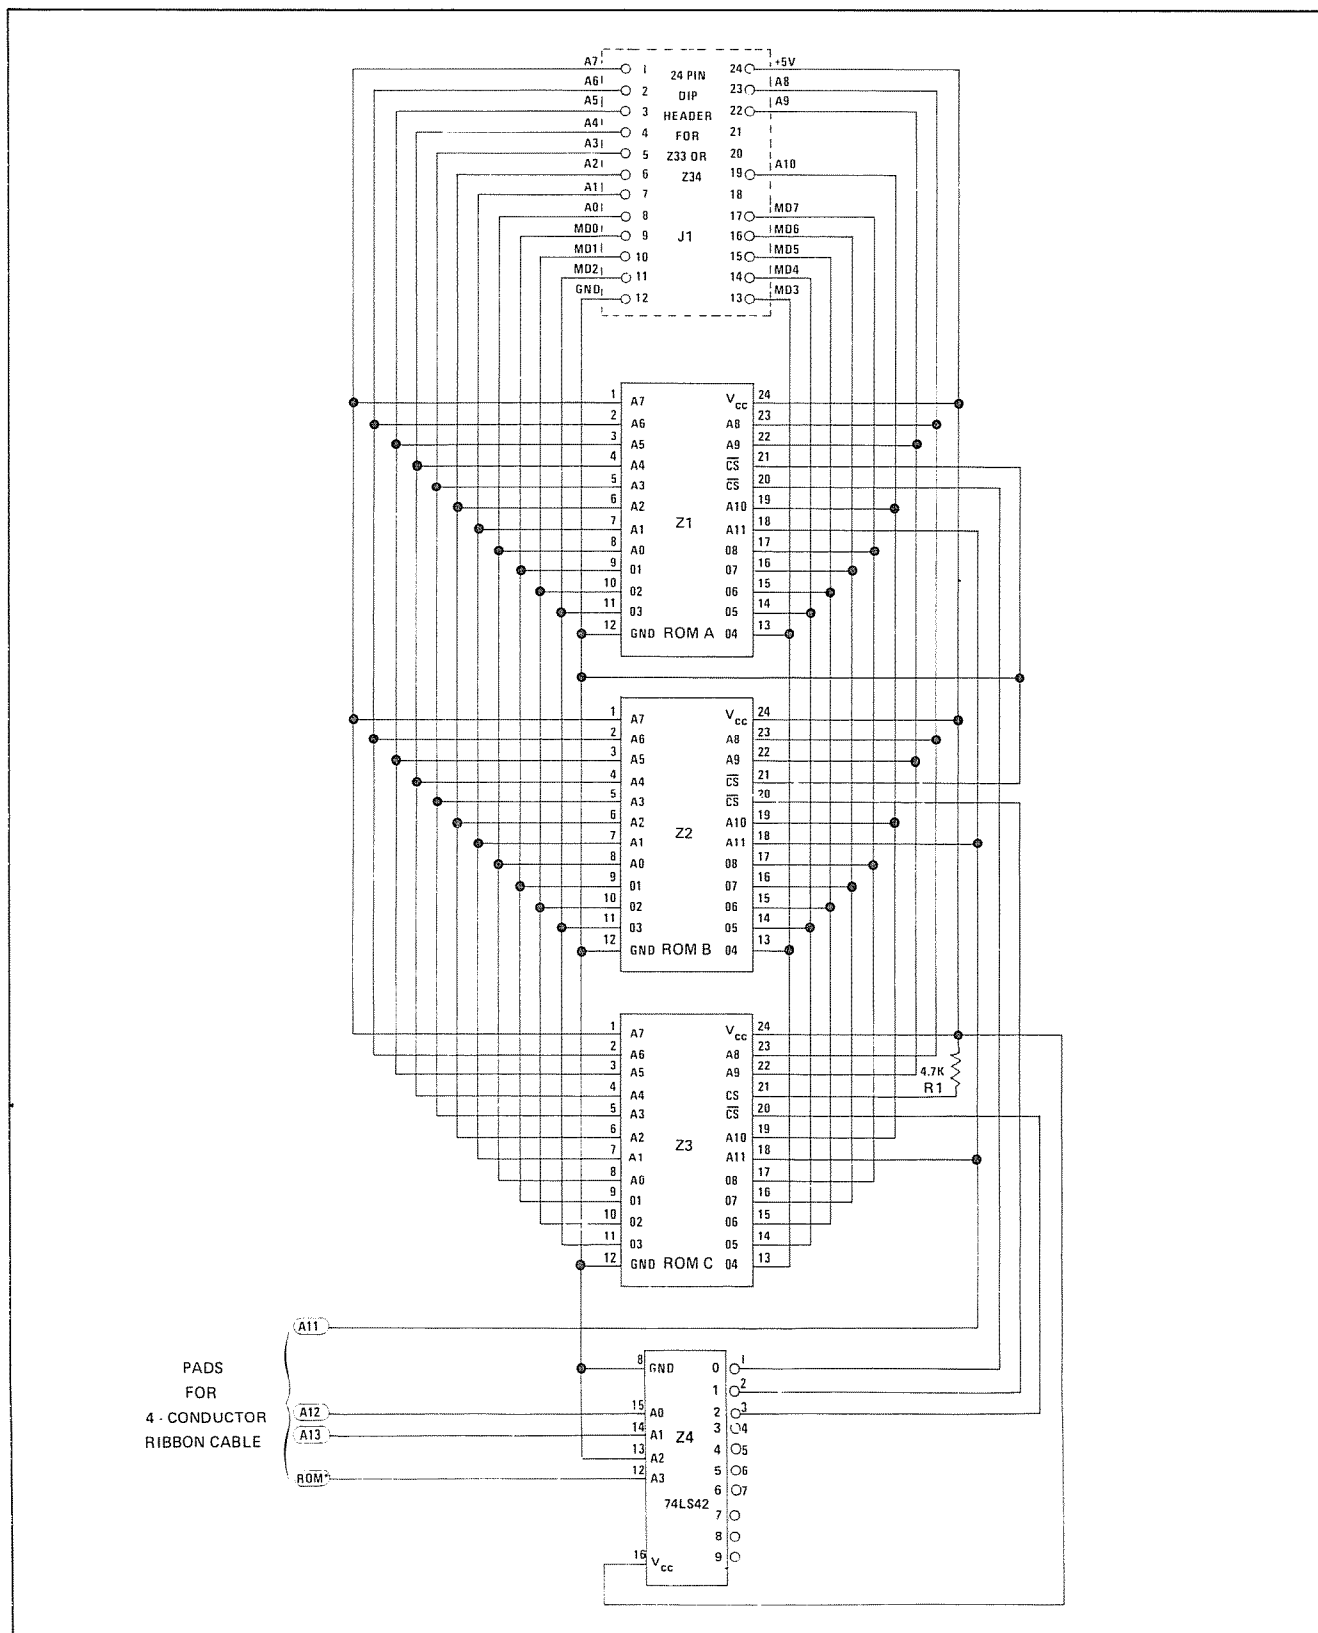 A7 1 24 PIN 24 +5V
A6 2 DIP 23 A8
A5 3 HEADER 22 A9
A4 4 FOR 21
A3 5 Z33 OR 20
A2 6 Z34 19 A10
A1 7 18
A0 8 17 MD7
MD0 9 J1 16 MD6
MD1 10 15 MD5
MD2 11 14 MD4
GND 12 13 MD3
1 A7 Vcc 24
2 A6 A8 23
3 A5 A9 22
4 A4 C̅S̅ 21
5 A3 C̅S̅ 20
6 A2 A10 19
7 A1 Z1 A11 18
8 A0 08 17
9 01 07 16
10 02 06 15
11 03 05 14
12 GND ROM A 04 13
1 A7 Vcc 24
2 A6 A8 23
3 A5 A9 22
4 A4 C̅S̅ 21
5 A3 C̅S̅ 20
6 A2 A10 19
7 A1 Z2 A11 18
8 A0 08 17
9 01 07 16
10 02 06 15
11 03 05 14
12 GND ROM B 04 13
1 A7 Vcc 24
2 A6 A8 23
3 A5 A9 22
4 A4 CS 21
5 A3 C̅S̅ 20
6 A2 A10 19
7 A1 Z3 A11 18
8 A0 08 17
9 01 07 16
10 02 06 15
11 03 05 14
12 GND ROM C 04 13
4.7K
R1
PADS
FOR
4 - CONDUCTOR
RIBBON CABLE
A11
A12
A13
ROM*
8 GND 0 1
1 2
15 A0 2 3
14 A1 Z4 3 4
13 A2 4 5
12 A3 5 6
74LS42 6 7
7
8
16 Vcc 9